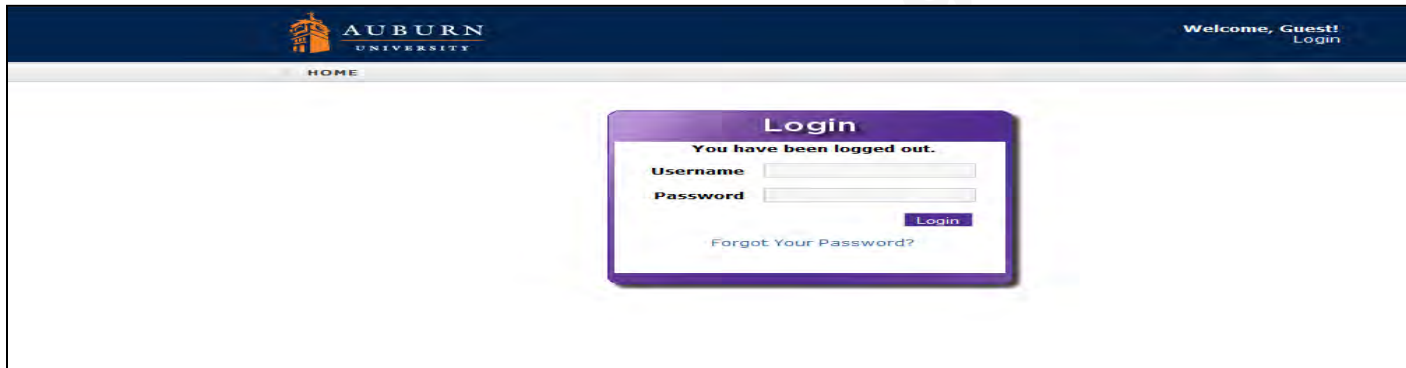 AUBURN
UNIVERSITY
Welcome, Guest!
Login
HOME
Login
You have been logged out.
Username
Password
Login
Forgot Your Password?